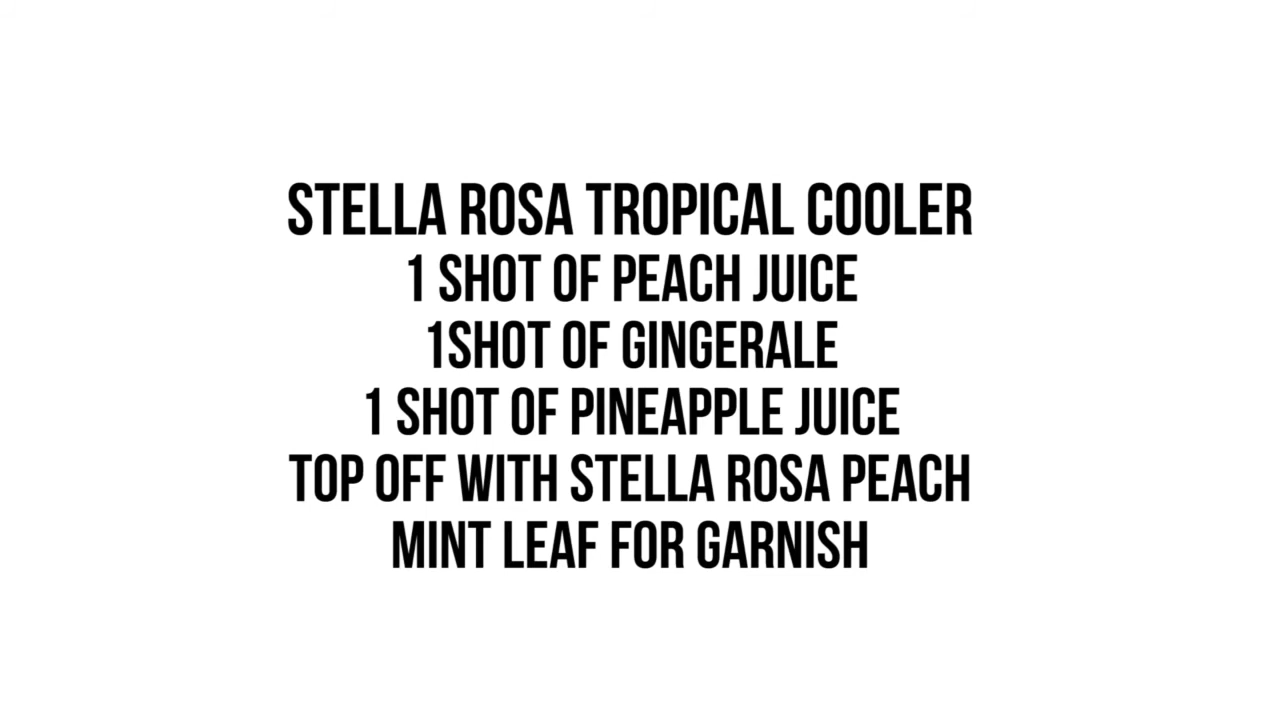 STELLA ROSA TROPICAL COOLER
1 SHOT OF PEACH JUICE
1SHOT OF GINGERALE
1 SHOT OF PINEAPPLE JUICE
TOP OFF WITH STELLA ROSA PEACH
MINT LEAF FOR GARNISH